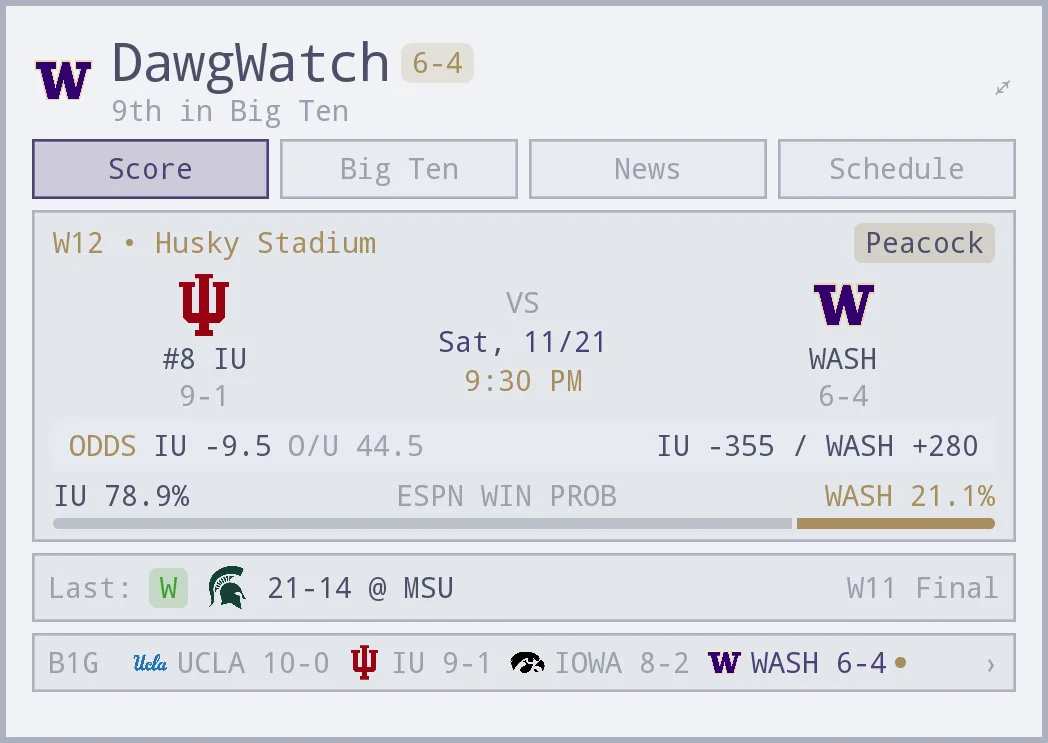 W DawgWatch 6-4
9th in Big Ten
Score Big Ten News Schedule
W12 • Husky Stadium Peacock
VS
Sat, 11/21
9:30 PM
#8 IU
9-1
W
WASH
6-4
ODDS IU -9.5 O/U 44.5 IU -355 / WASH +280
IU 78.9% ESPN WIN PROB WASH 21.1%
Last: W 21-14 @ MSU W11 Final
B1G Ucla UCLA 10-0 IU 9-1 IOWA 8-2 W WASH 6-4 • ›